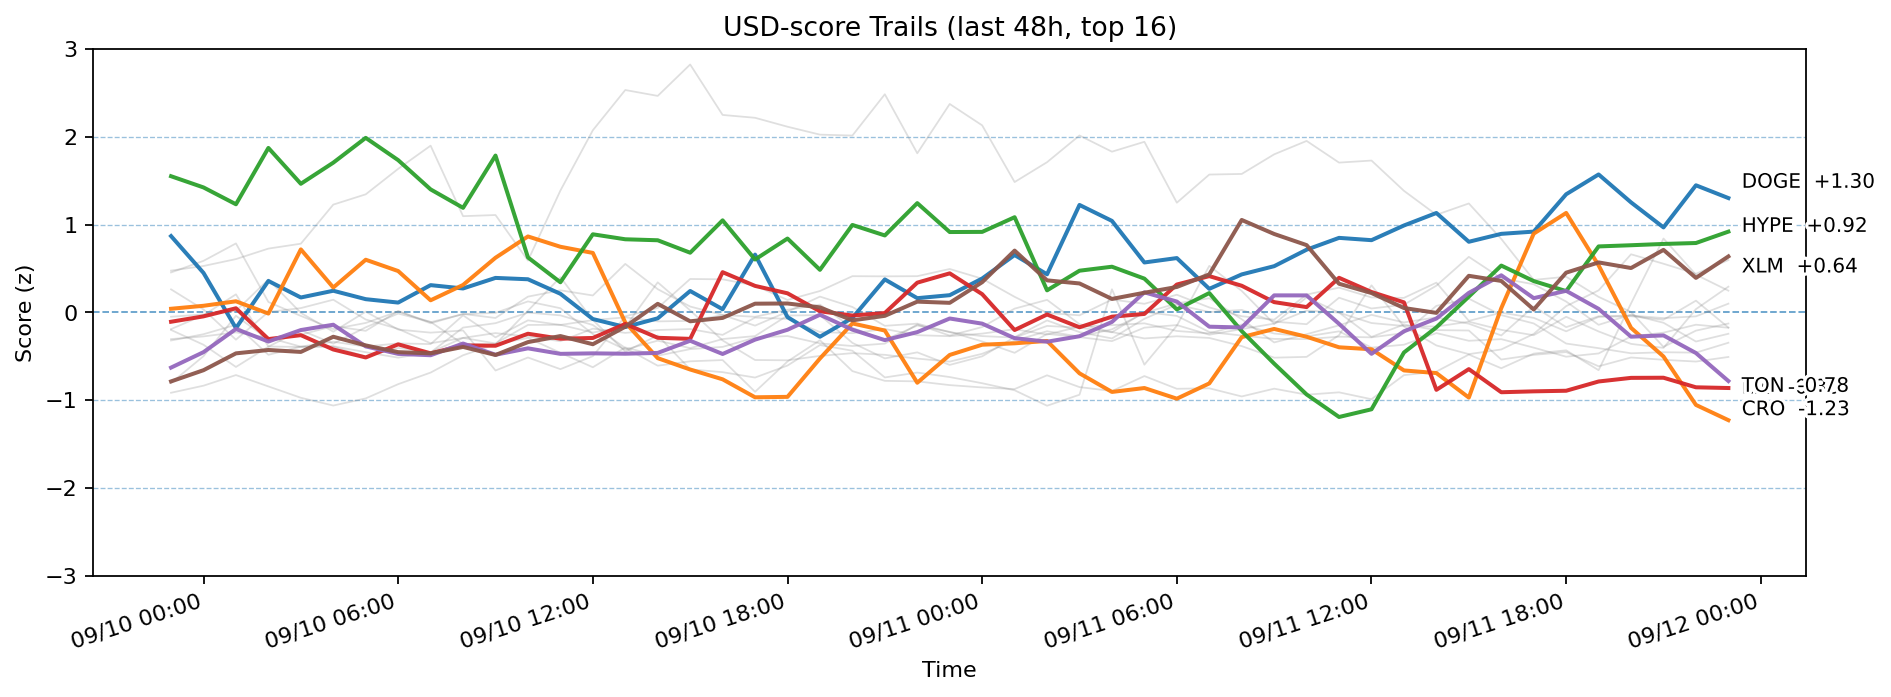 USD-score Trails (last 48h, top 16)
Score (z)
3
2
1
0
−1
−2
−3
DOGE +1.30
HYPE +0.92
XLM +0.64
TON -0.78
CRO -1.23
09/10 00:00
09/10 06:00
09/10 12:00
09/10 18:00
09/11 00:00
09/11 06:00
09/11 12:00
09/11 18:00
09/12 00:00
Time